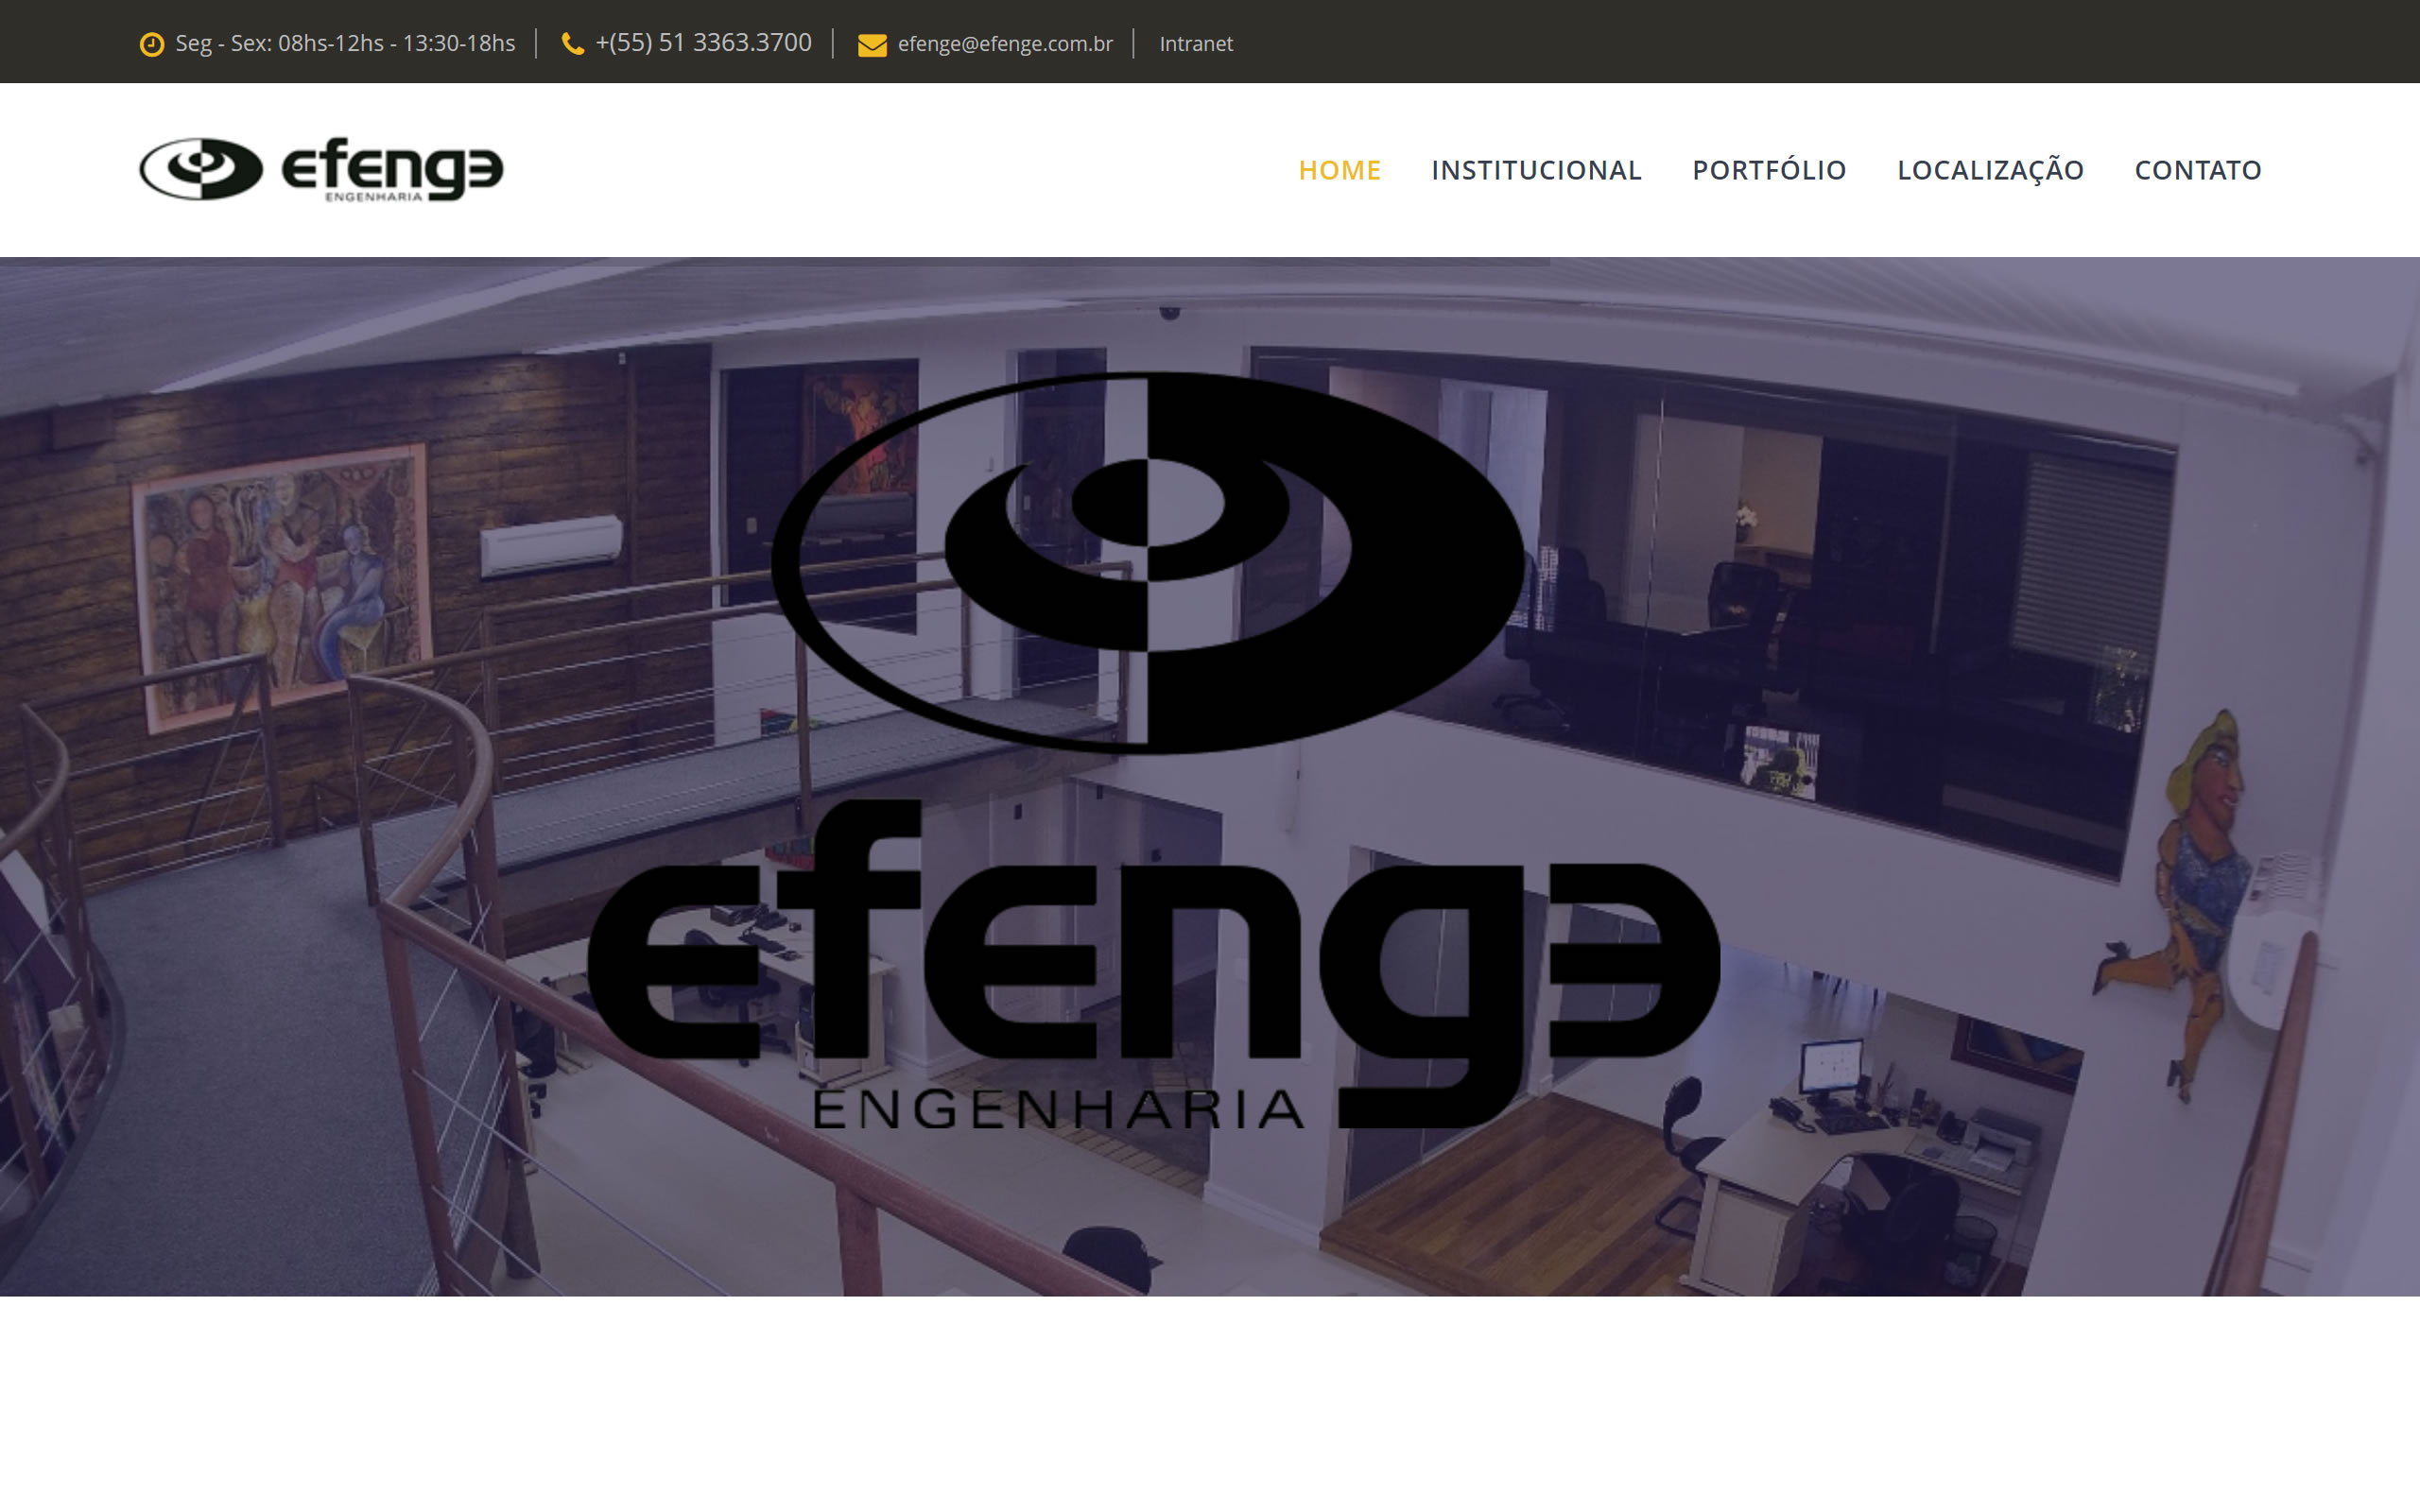 Seg - Sex: 08hs-12hs - 13:30-18hs
+(55) 51 3363.3700
efenge@efenge.com.br
Intranet
efenge
ENGENHARIA
HOME
INSTITUCIONAL
PORTFÓLIO
LOCALIZAÇÃO
CONTATO
efenge
ENGENHARIA